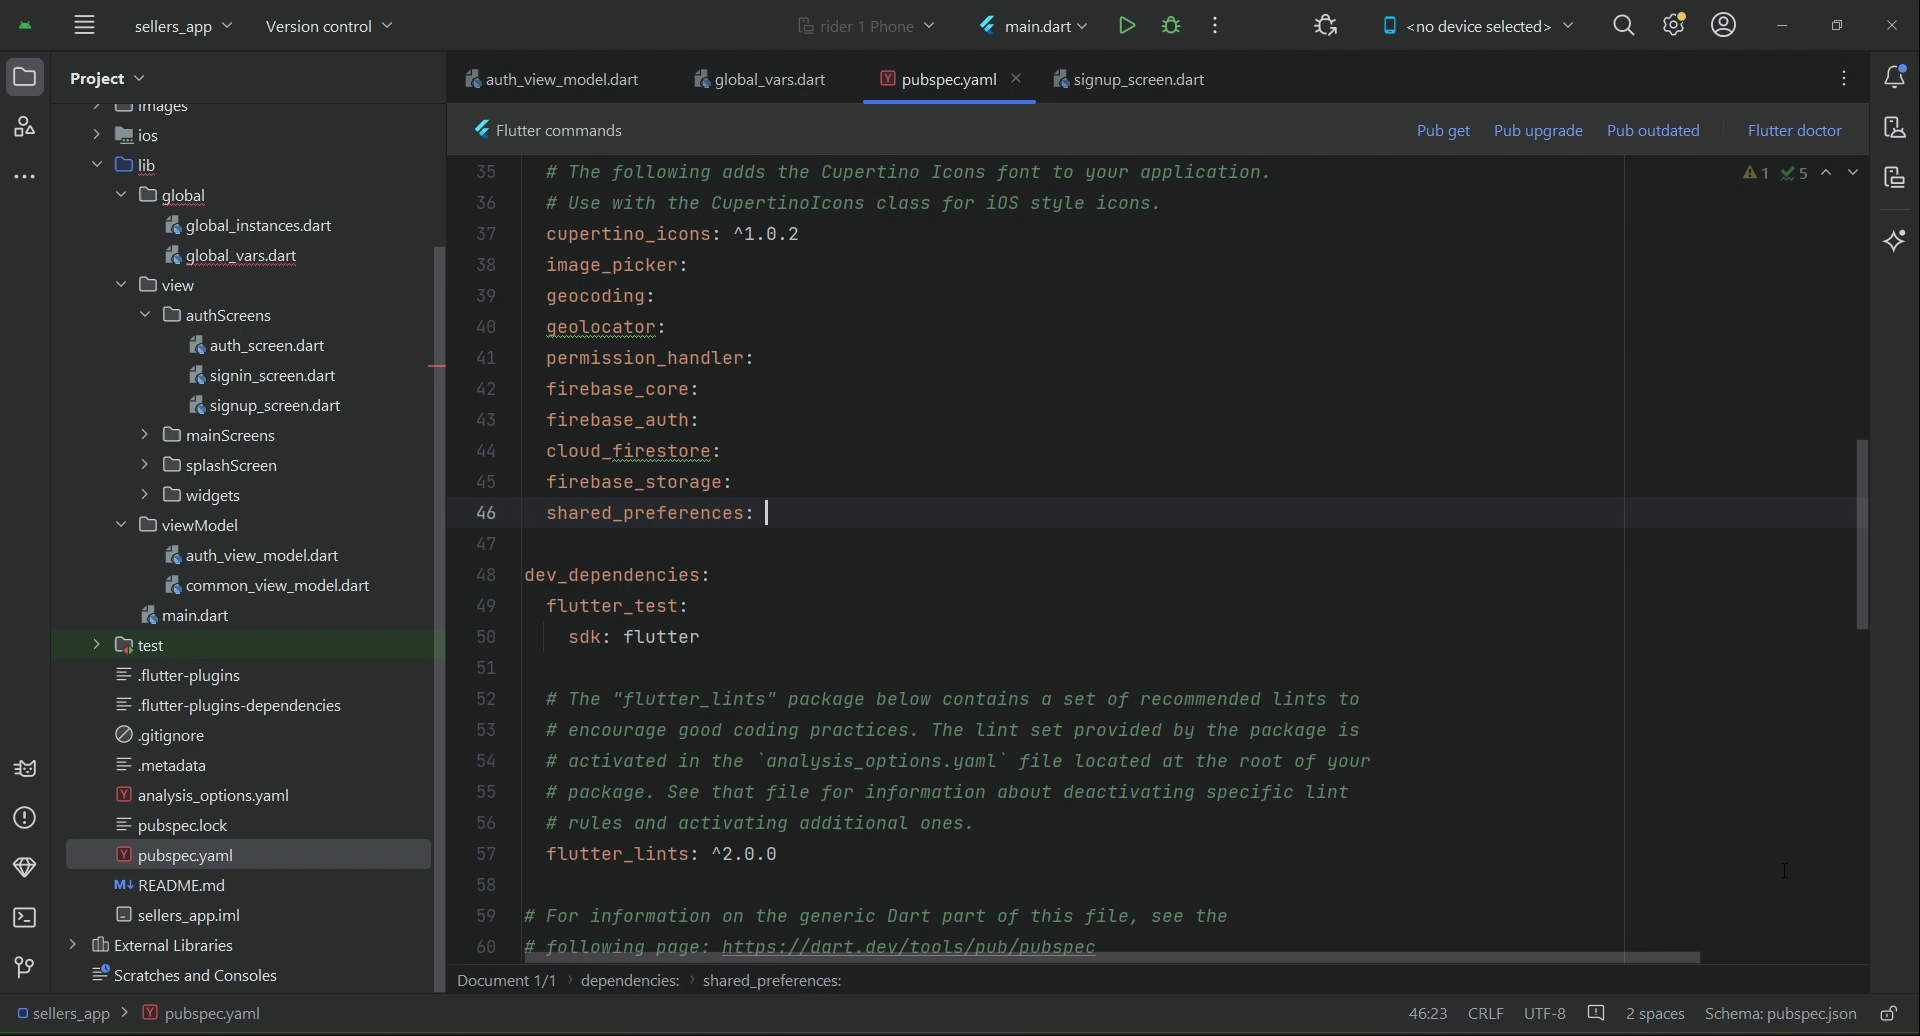 sellers_app
Version control
rider 1 Phone
main.dart
<no device selected>
Project
auth_view_model.dart
global_vars.dart
pubspec.yaml
signup_screen.dart
Flutter commands
Pub get
Pub upgrade
Pub outdated
Flutter doctor
images
ios
lib
global
global_instances.dart
global_vars.dart
view
authScreens
auth_screen.dart
signin_screen.dart
signup_screen.dart
mainScreens
splashScreen
widgets
viewModel
auth_view_model.dart
common_view_model.dart
main.dart
test
.flutter-plugins
.flutter-plugins-dependencies
.gitignore
.metadata
analysis_options.yaml
pubspec.lock
pubspec.yaml
README.md
sellers_app.iml
External Libraries
Scratches and Consoles
1 5
35 # The following adds the Cupertino Icons font to your application.
36 # Use with the CupertinoIcons class for iOS style icons.
37 cupertino_icons: ^1.0.2
38 image_picker:
39 geocoding:
40 geolocator:
41 permission_handler:
42 firebase_core:
43 firebase_auth:
44 cloud_firestore:
45 firebase_storage:
46 shared_preferences:
47
48 dev_dependencies:
49 flutter_test:
50 sdk: flutter
51
52 # The "flutter_lints" package below contains a set of recommended lints to
53 # encourage good coding practices. The lint set provided by the package is
54 # activated in the `analysis_options.yaml` file located at the root of your
55 # package. See that file for information about deactivating specific lint
56 # rules and activating additional ones.
57 flutter_lints: ^2.0.0
58
59 # For information on the generic Dart part of this file, see the
60 # following page: https://dart.dev/tools/pub/pubspec
Document 1/1 › dependencies: › shared_preferences:
sellers_app > pubspec.yaml
46:23
CRLF
UTF-8
2 spaces
Schema: pubspec.json